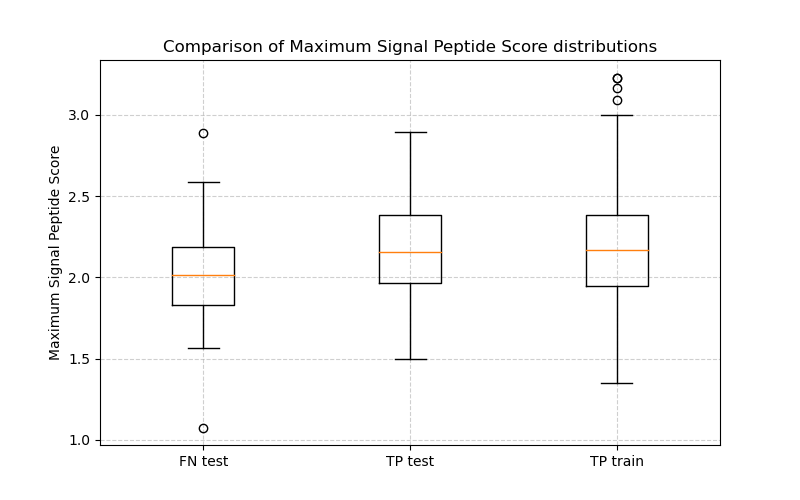 Comparison of Maximum Signal Peptide Score distributions
Maximum Signal Peptide Score
3.0
2.5
2.0
1.5
1.0
FN test
TP test
TP train